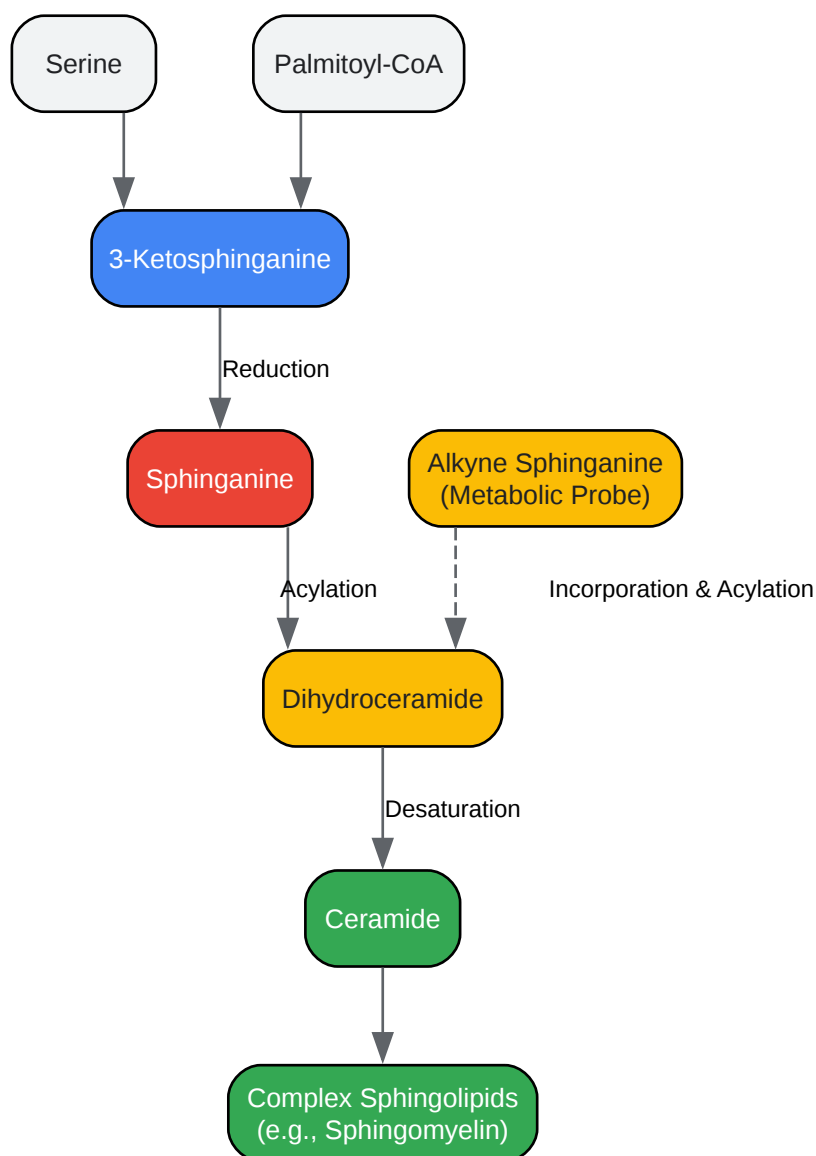 Serine
Palmitoyl-CoA
3-Ketosphinganine
Reduction
Sphinganine
Alkyne Sphinganine
(Metabolic Probe)
Acylation
Incorporation & Acylation
Dihydroceramide
Desaturation
Ceramide
Complex Sphingolipids
(e.g., Sphingomyelin)